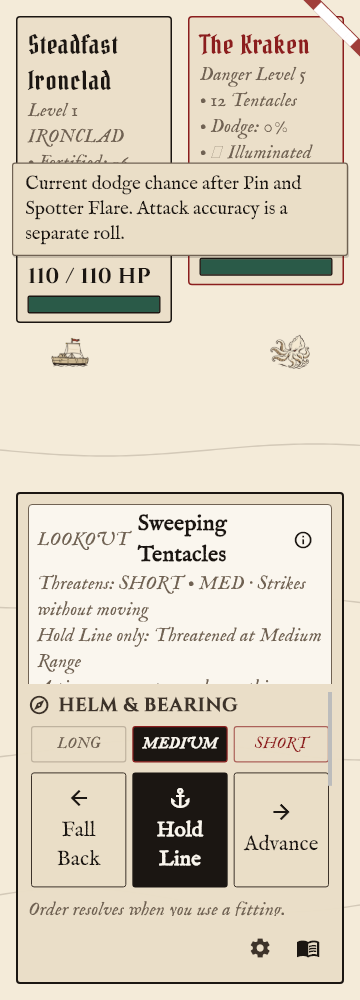 Steadfast
Ironclad
Level 1
IRONCLAD
The Kraken
Danger Level 5
• 12 Tentacles
• Dodge: 0%
• Illuminated
Current dodge chance after Pin and
Spotter Flare. Attack accuracy is a
separate roll.
110 / 110 HP
LOOKOUT Sweeping
Tentacles
Threatens: SHORT • MED · Strikes
without moving
Hold Line only: Threatened at Medium
Range
HELM & BEARING
LONG MEDIUM SHORT
Fall
Back
Hold
Line
Advance
Order resolves when you use a fitting.